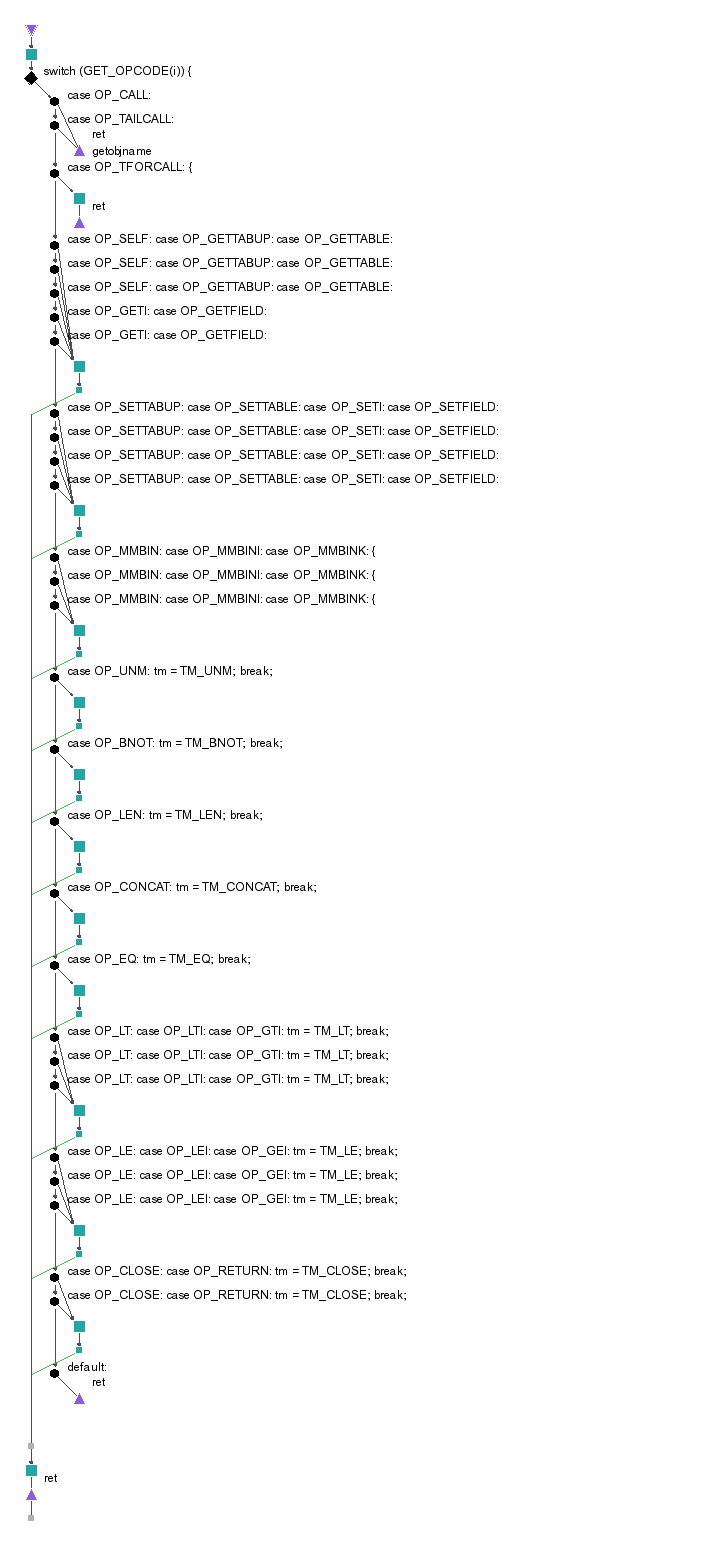 switch (GET_OPCODE(i)) {
case OP_CALL:
case OP_TAILCALL:
ret
getobjname
case OP_TFORCALL: {
ret
case OP_SELF: case OP_GETTABUP: case OP_GETTABLE:
case OP_SELF: case OP_GETTABUP: case OP_GETTABLE:
case OP_SELF: case OP_GETTABUP: case OP_GETTABLE:
case OP_GETI: case OP_GETFIELD:
case OP_GETI: case OP_GETFIELD:
case OP_SETTABUP: case OP_SETTABLE: case OP_SETI: case OP_SETFIELD:
case OP_SETTABUP: case OP_SETTABLE: case OP_SETI: case OP_SETFIELD:
case OP_SETTABUP: case OP_SETTABLE: case OP_SETI: case OP_SETFIELD:
case OP_SETTABUP: case OP_SETTABLE: case OP_SETI: case OP_SETFIELD:
case OP_MMBIN: case OP_MMBINI: case OP_MMBINK: {
case OP_MMBIN: case OP_MMBINI: case OP_MMBINK: {
case OP_MMBIN: case OP_MMBINI: case OP_MMBINK: {
case OP_UNM: tm = TM_UNM; break;
case OP_BNOT: tm = TM_BNOT; break;
case OP_LEN: tm = TM_LEN; break;
case OP_CONCAT: tm = TM_CONCAT; break;
case OP_EQ: tm = TM_EQ; break;
case OP_LT: case OP_LTI: case OP_GTI: tm = TM_LT; break;
case OP_LT: case OP_LTI: case OP_GTI: tm = TM_LT; break;
case OP_LT: case OP_LTI: case OP_GTI: tm = TM_LT; break;
case OP_LE: case OP_LEI: case OP_GEI: tm = TM_LE; break;
case OP_LE: case OP_LEI: case OP_GEI: tm = TM_LE; break;
case OP_LE: case OP_LEI: case OP_GEI: tm = TM_LE; break;
case OP_CLOSE: case OP_RETURN: tm = TM_CLOSE; break;
case OP_CLOSE: case OP_RETURN: tm = TM_CLOSE; break;
default:
ret
ret